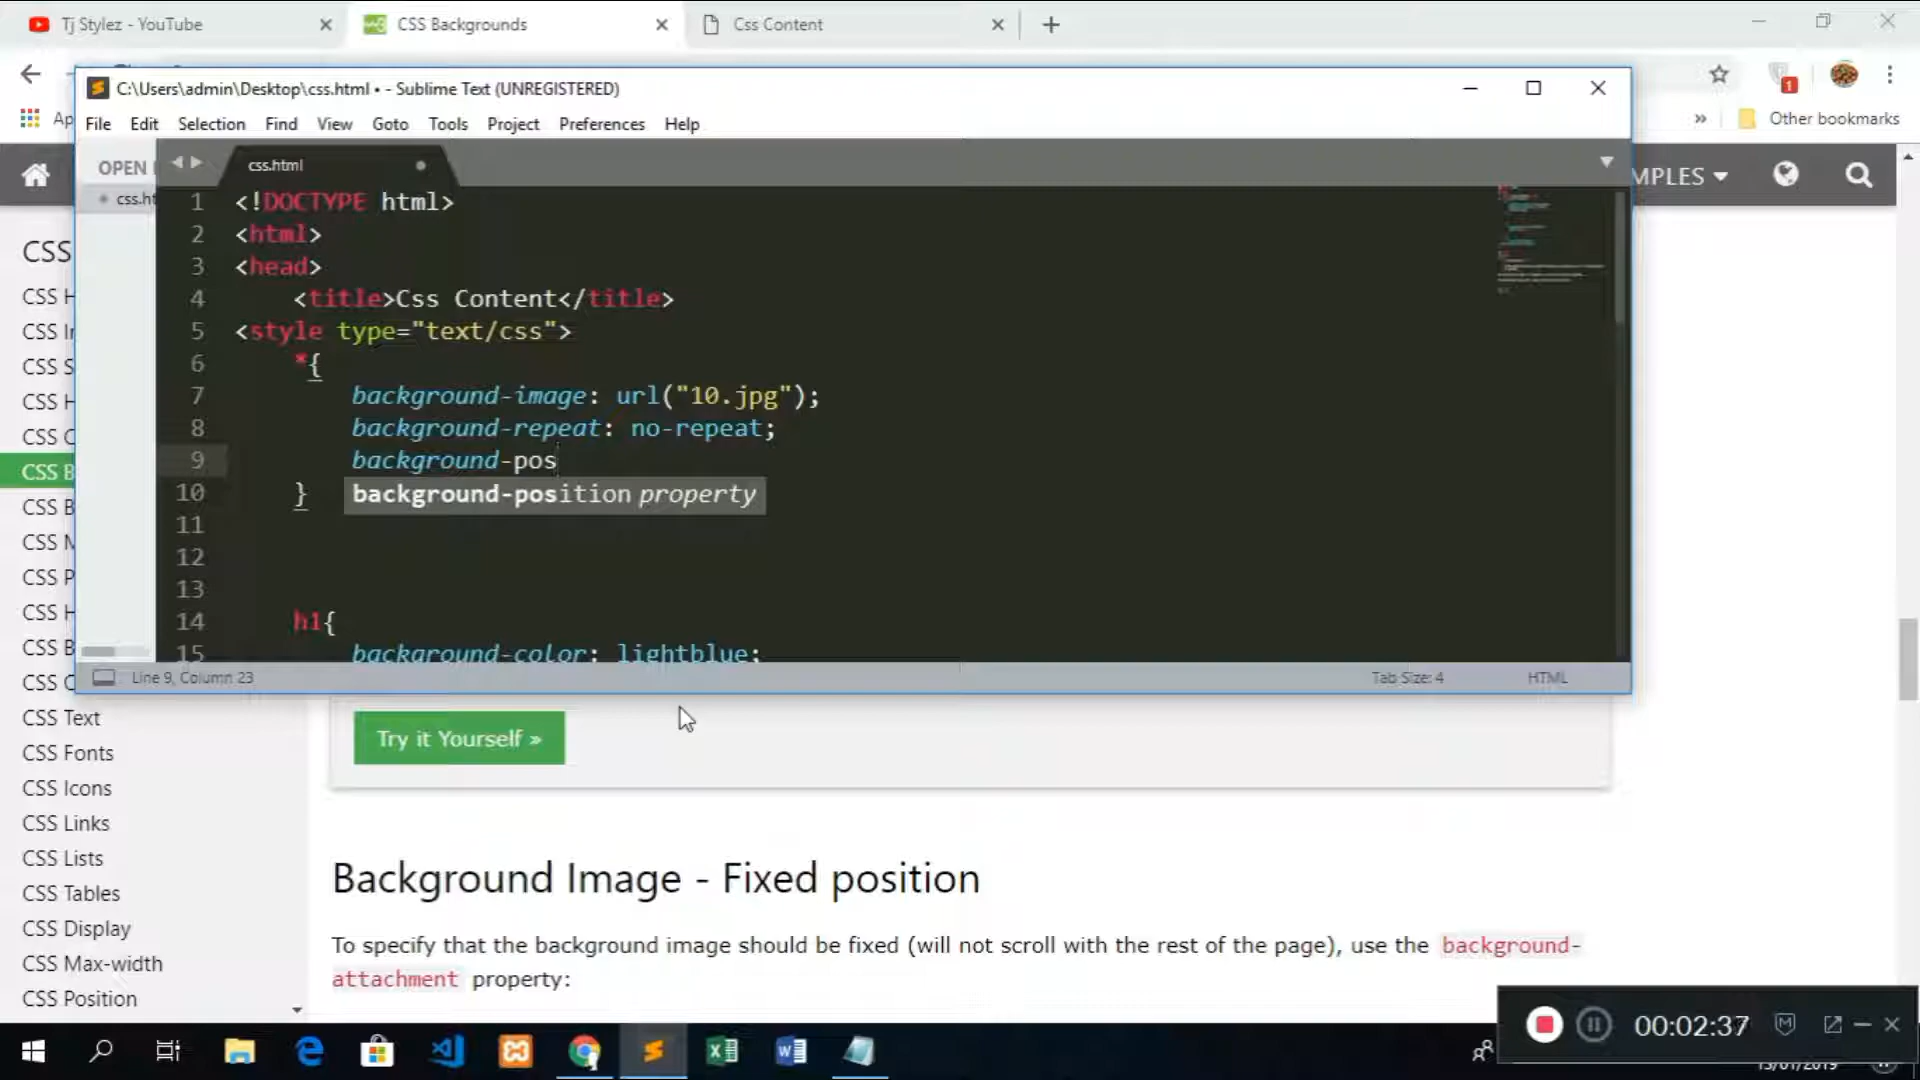 Tj Stylez - YouTube
CSS Backgrounds
Css Content
C:\Users\admin\Desktop\css.html • - Sublime Text (UNREGISTERED)
File Edit Selection Find View Goto Tools Project Preferences Help
Other bookmarks
OPEN
css.html
MPLES
1 <!DOCTYPE html>
2 <html>
3 <head>
4 <title>Css Content</title>
5 <style type="text/css">
6 *{
7 background-image: url("10.jpg");
8 background-repeat: no-repeat;
9 background-pos
10 }
background-position property
11
12
13
14 h1{
15 background-color: lightblue;
Line 9, Column 23
Tab Size: 4
HTML
CSS
CSS Text
CSS Fonts
CSS Icons
CSS Links
CSS Lists
CSS Tables
CSS Display
CSS Max-width
CSS Position
Try it Yourself »
Background Image - Fixed position
To specify that the background image should be fixed (will not scroll with the rest of the page), use the background-
attachment property:
00:02:37